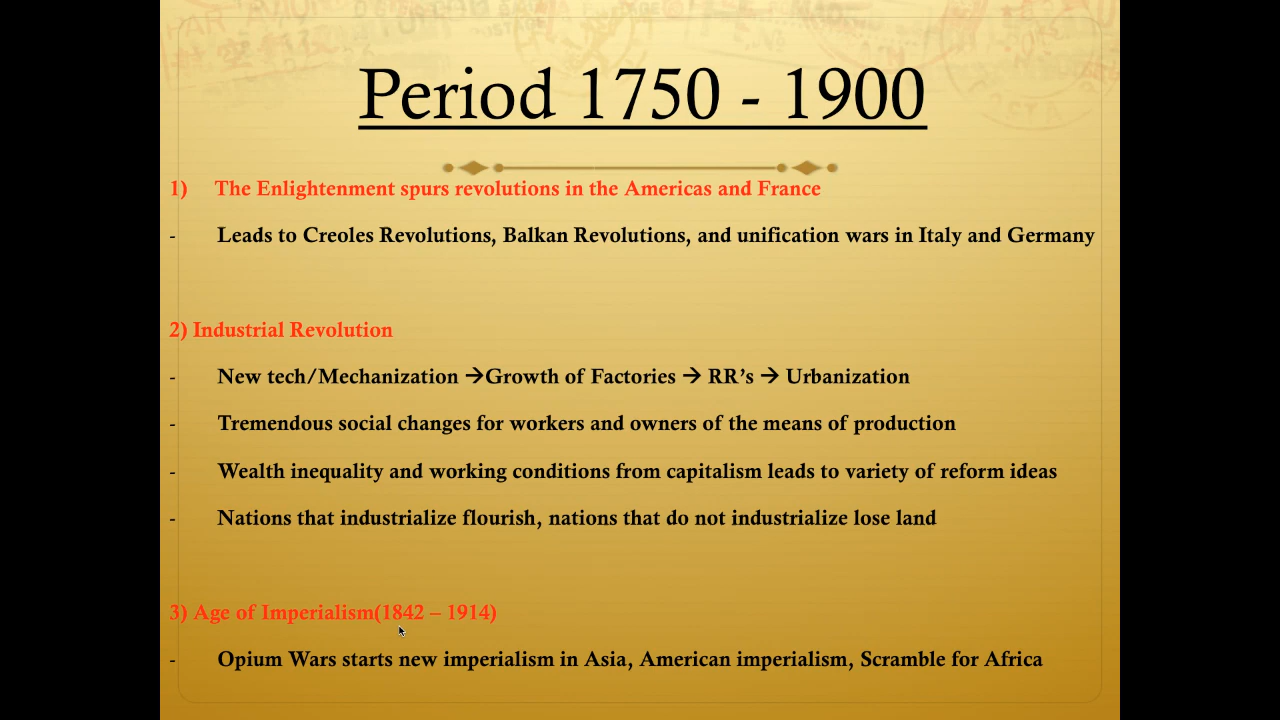 Period 1750 - 1900
1) The Enlightenment spurs revolutions in the Americas and France
- Leads to Creoles Revolutions, Balkan Revolutions, and unification wars in Italy and Germany
2) Industrial Revolution
- New tech/Mechanization →Growth of Factories → RR’s → Urbanization
- Tremendous social changes for workers and owners of the means of production
- Wealth inequality and working conditions from capitalism leads to variety of reform ideas
- Nations that industrialize flourish, nations that do not industrialize lose land
3) Age of Imperialism(1842 – 1914)
- Opium Wars starts new imperialism in Asia, American imperialism, Scramble for Africa